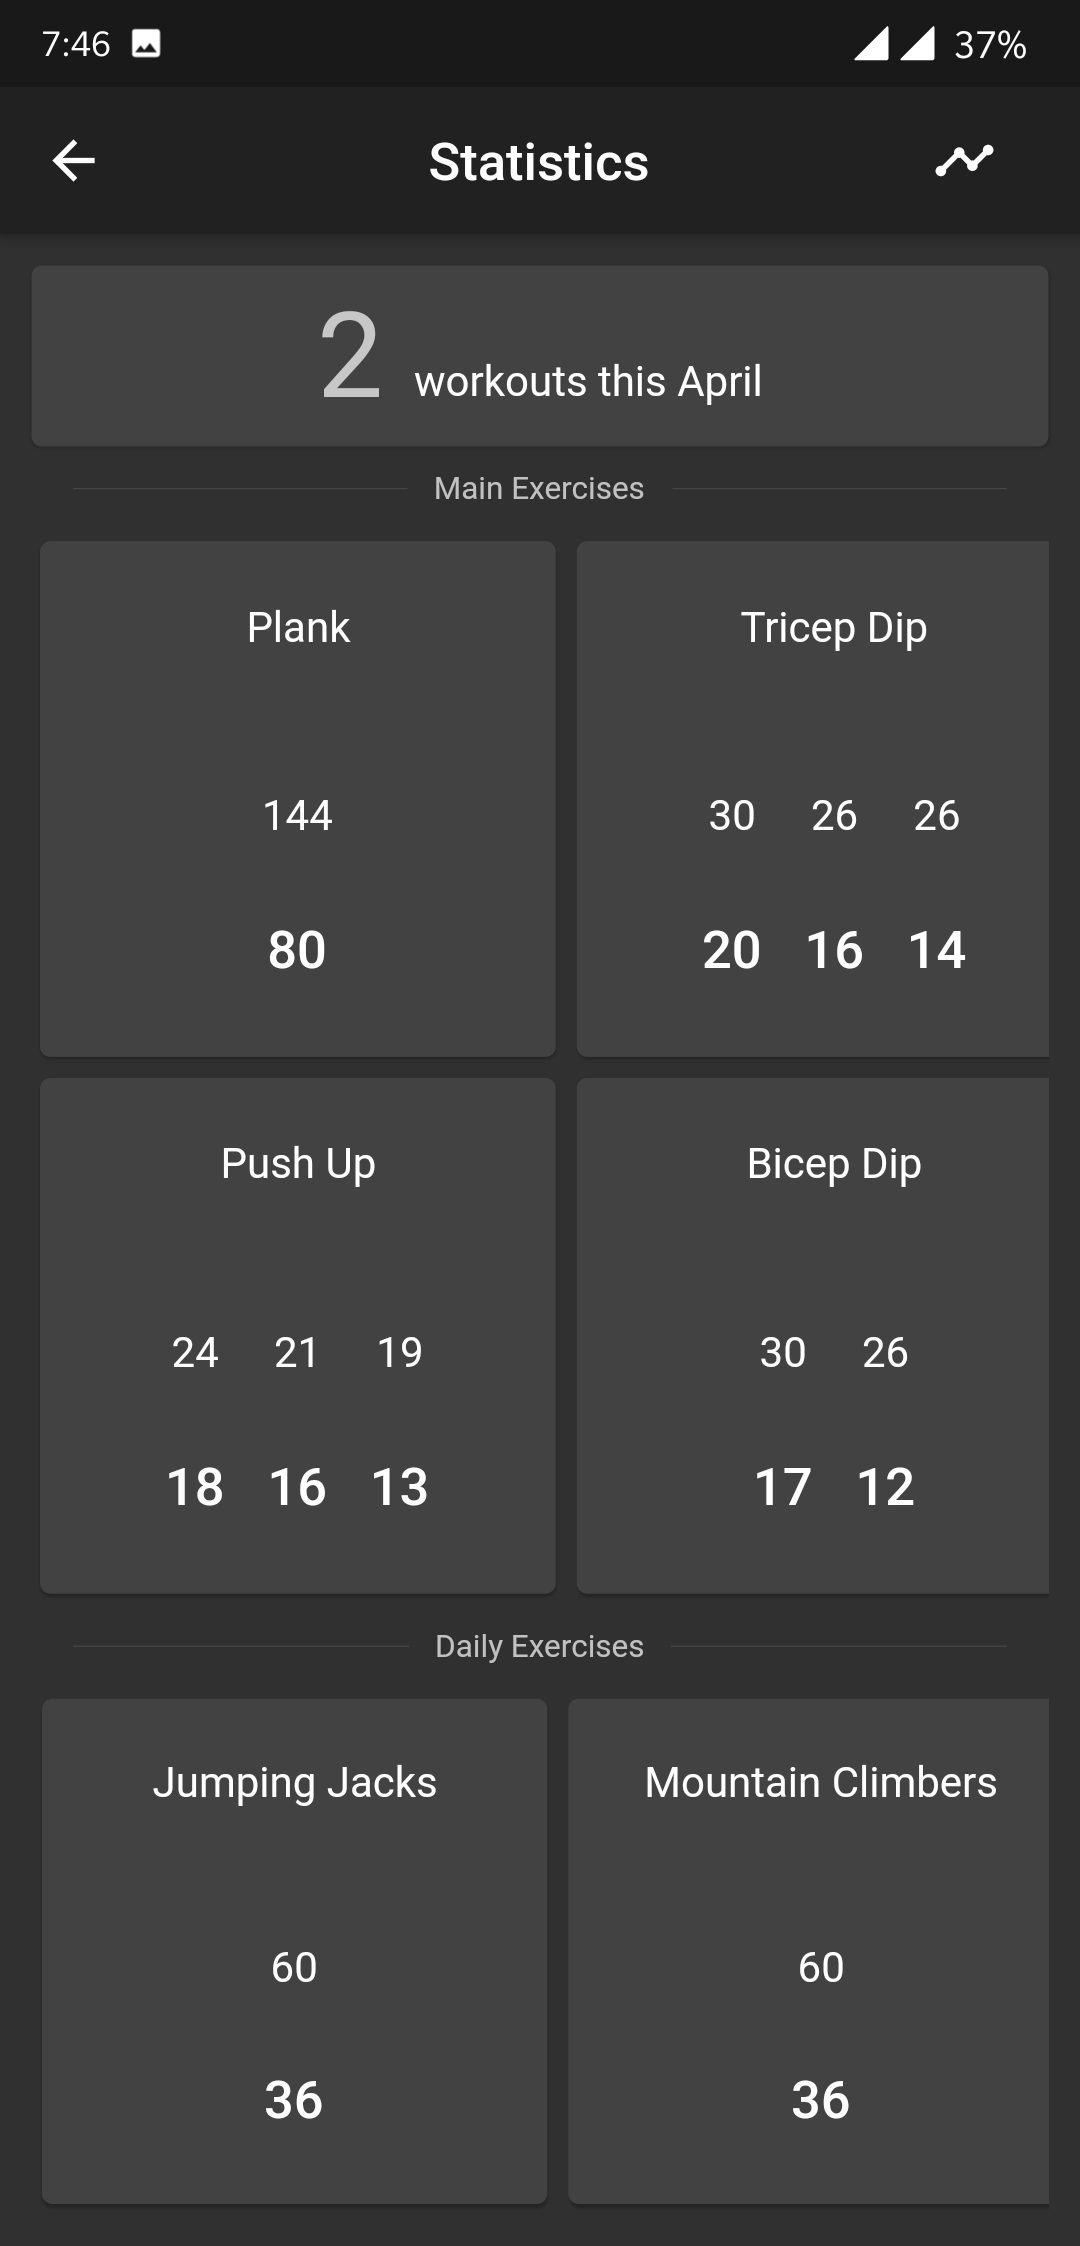 7:46 37%
Statistics
2 workouts this April
Main Exercises
Plank
144
80
Tricep Dip
30 26 26
20 16 14
Push Up
24 21 19
18 16 13
Bicep Dip
30 26
17 12
Daily Exercises
Jumping Jacks
60
36
Mountain Climbers
60
36